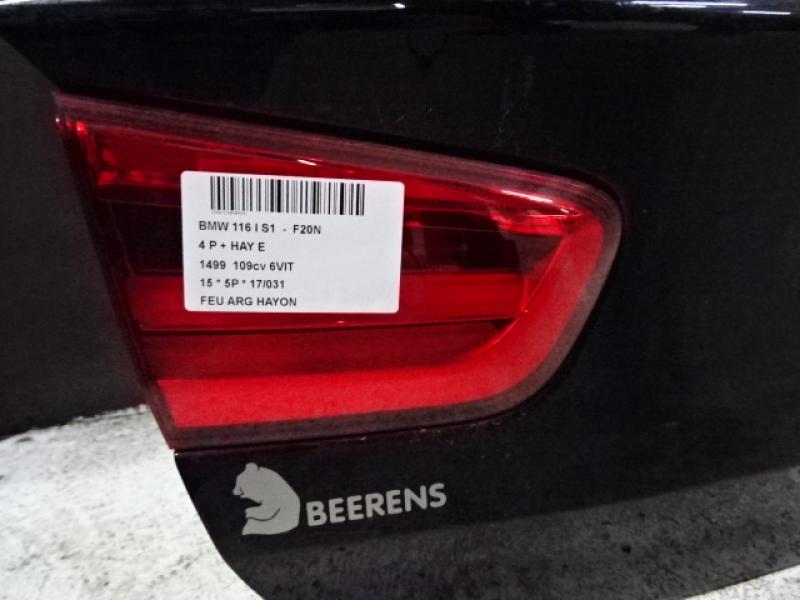 BMW 116 I S1 - F20N
4 P + HAY E
1499 109cv 6VIT
15 * 5P * 17/031
FEU ARG HAYON
BEERENS